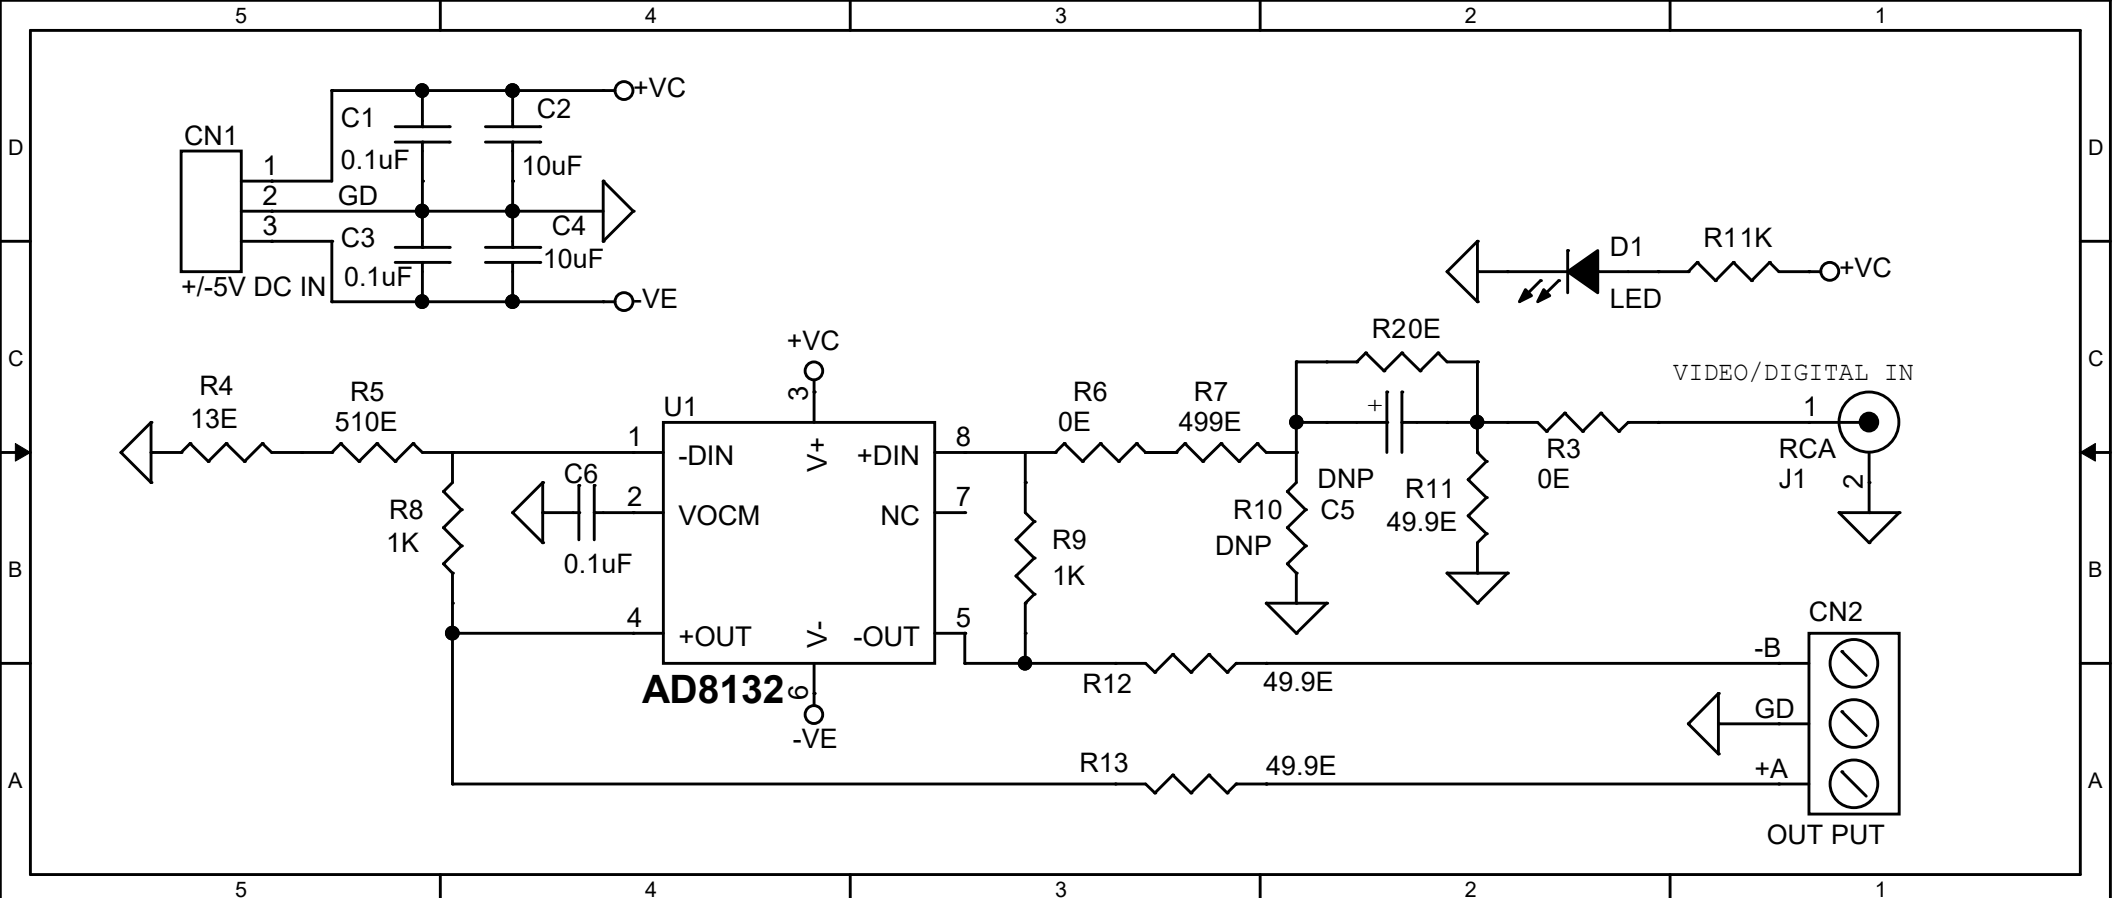 5 4 3 2 1
D D
C C
B B
A A
CN1
1
2
3
GD
+/-5V DC IN
C1
0.1uF
C2
10uF
C3
0.1uF
C4
10uF
+VC
-VE
D1
LED
R11K
+VC
R20E
VIDEO/DIGITAL IN
R4
13E
R5
510E
R8
1K
C6
0.1uF
+VC
3
U1
1
-DIN
2
VOCM
4
+OUT
V+
V-
+DIN
8
NC
7
-OUT
5
AD8132
6
-VE
R6
0E
R7
499E
R9
1K
+
DNP
C5
R10
DNP
R11
49.9E
R3
0E
1
RCA
J1
2
R12
49.9E
R13
49.9E
CN2
-B
GD
+A
OUT PUT
5 4 3 2 1